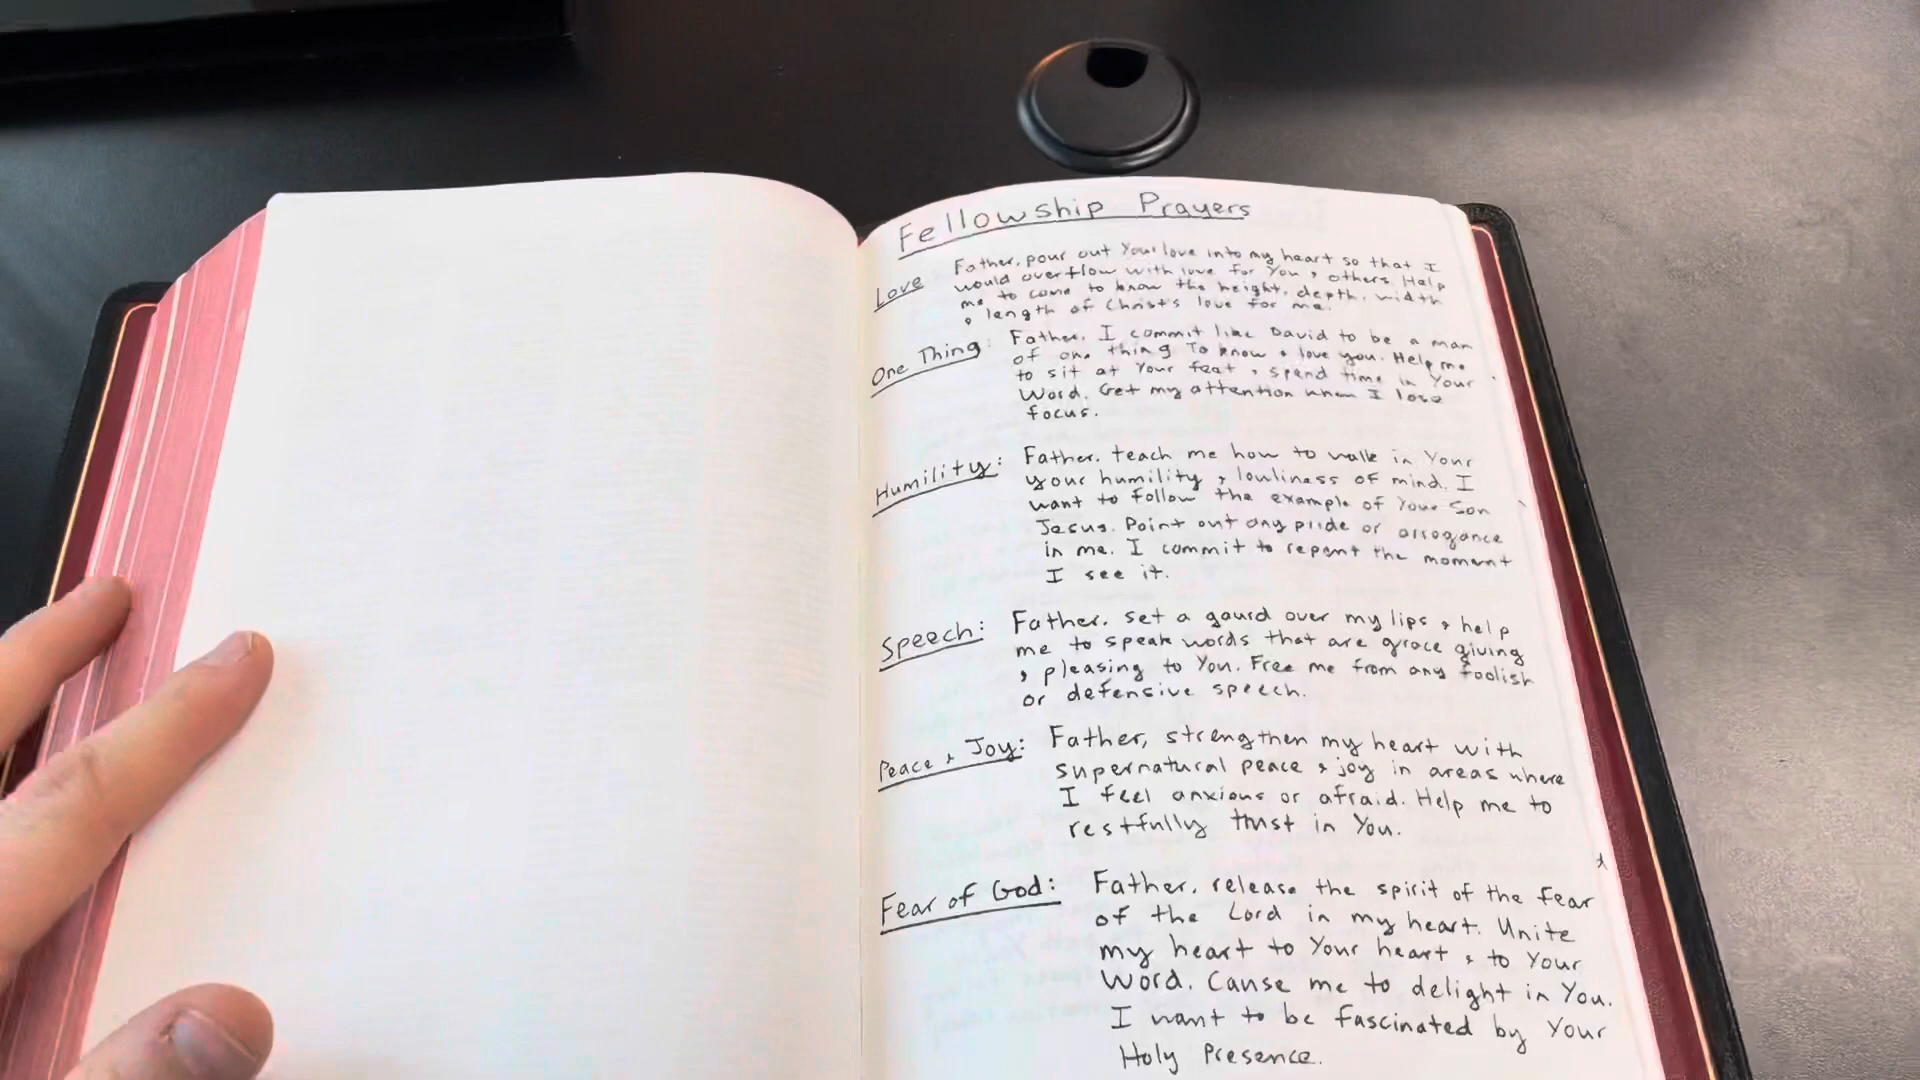 Fellowship Prayers
Love
Father, pour out Your love into my heart so that I
would overflow with love for You & others. Help
me to come to know the height, depth, width
& length of Christ's love for me.
One Thing:
Father, I commit like David to be a man
of one thing To know & love you. Help me
to sit at Your feet & spend time in Your
Word. Get my attention when I lose
focus.
Humility:
Father, teach me how to walk in Your
your humility & lowliness of mind. I
want to follow the example of Your Son
Jesus. Point out any pride or arrogance
in me. I commit to repent the moment
I see it.
Speech:
Father, set a gaurd over my lips & help
me to speak words that are grace giving
& pleasing to You. Free me from any foolish
or defensive speech.
Peace & Joy:
Father, strengthen my heart with
supernatural peace & joy in areas where
I feel anxious or afraid. Help me to
restfully trust in You.
Fear of God:
Father, release the spirit of the fear
of the Lord in my heart. Unite
my heart to Your heart & to Your
Word. Cause me to delight in You.
I want to be fascinated by Your
Holy Presence.